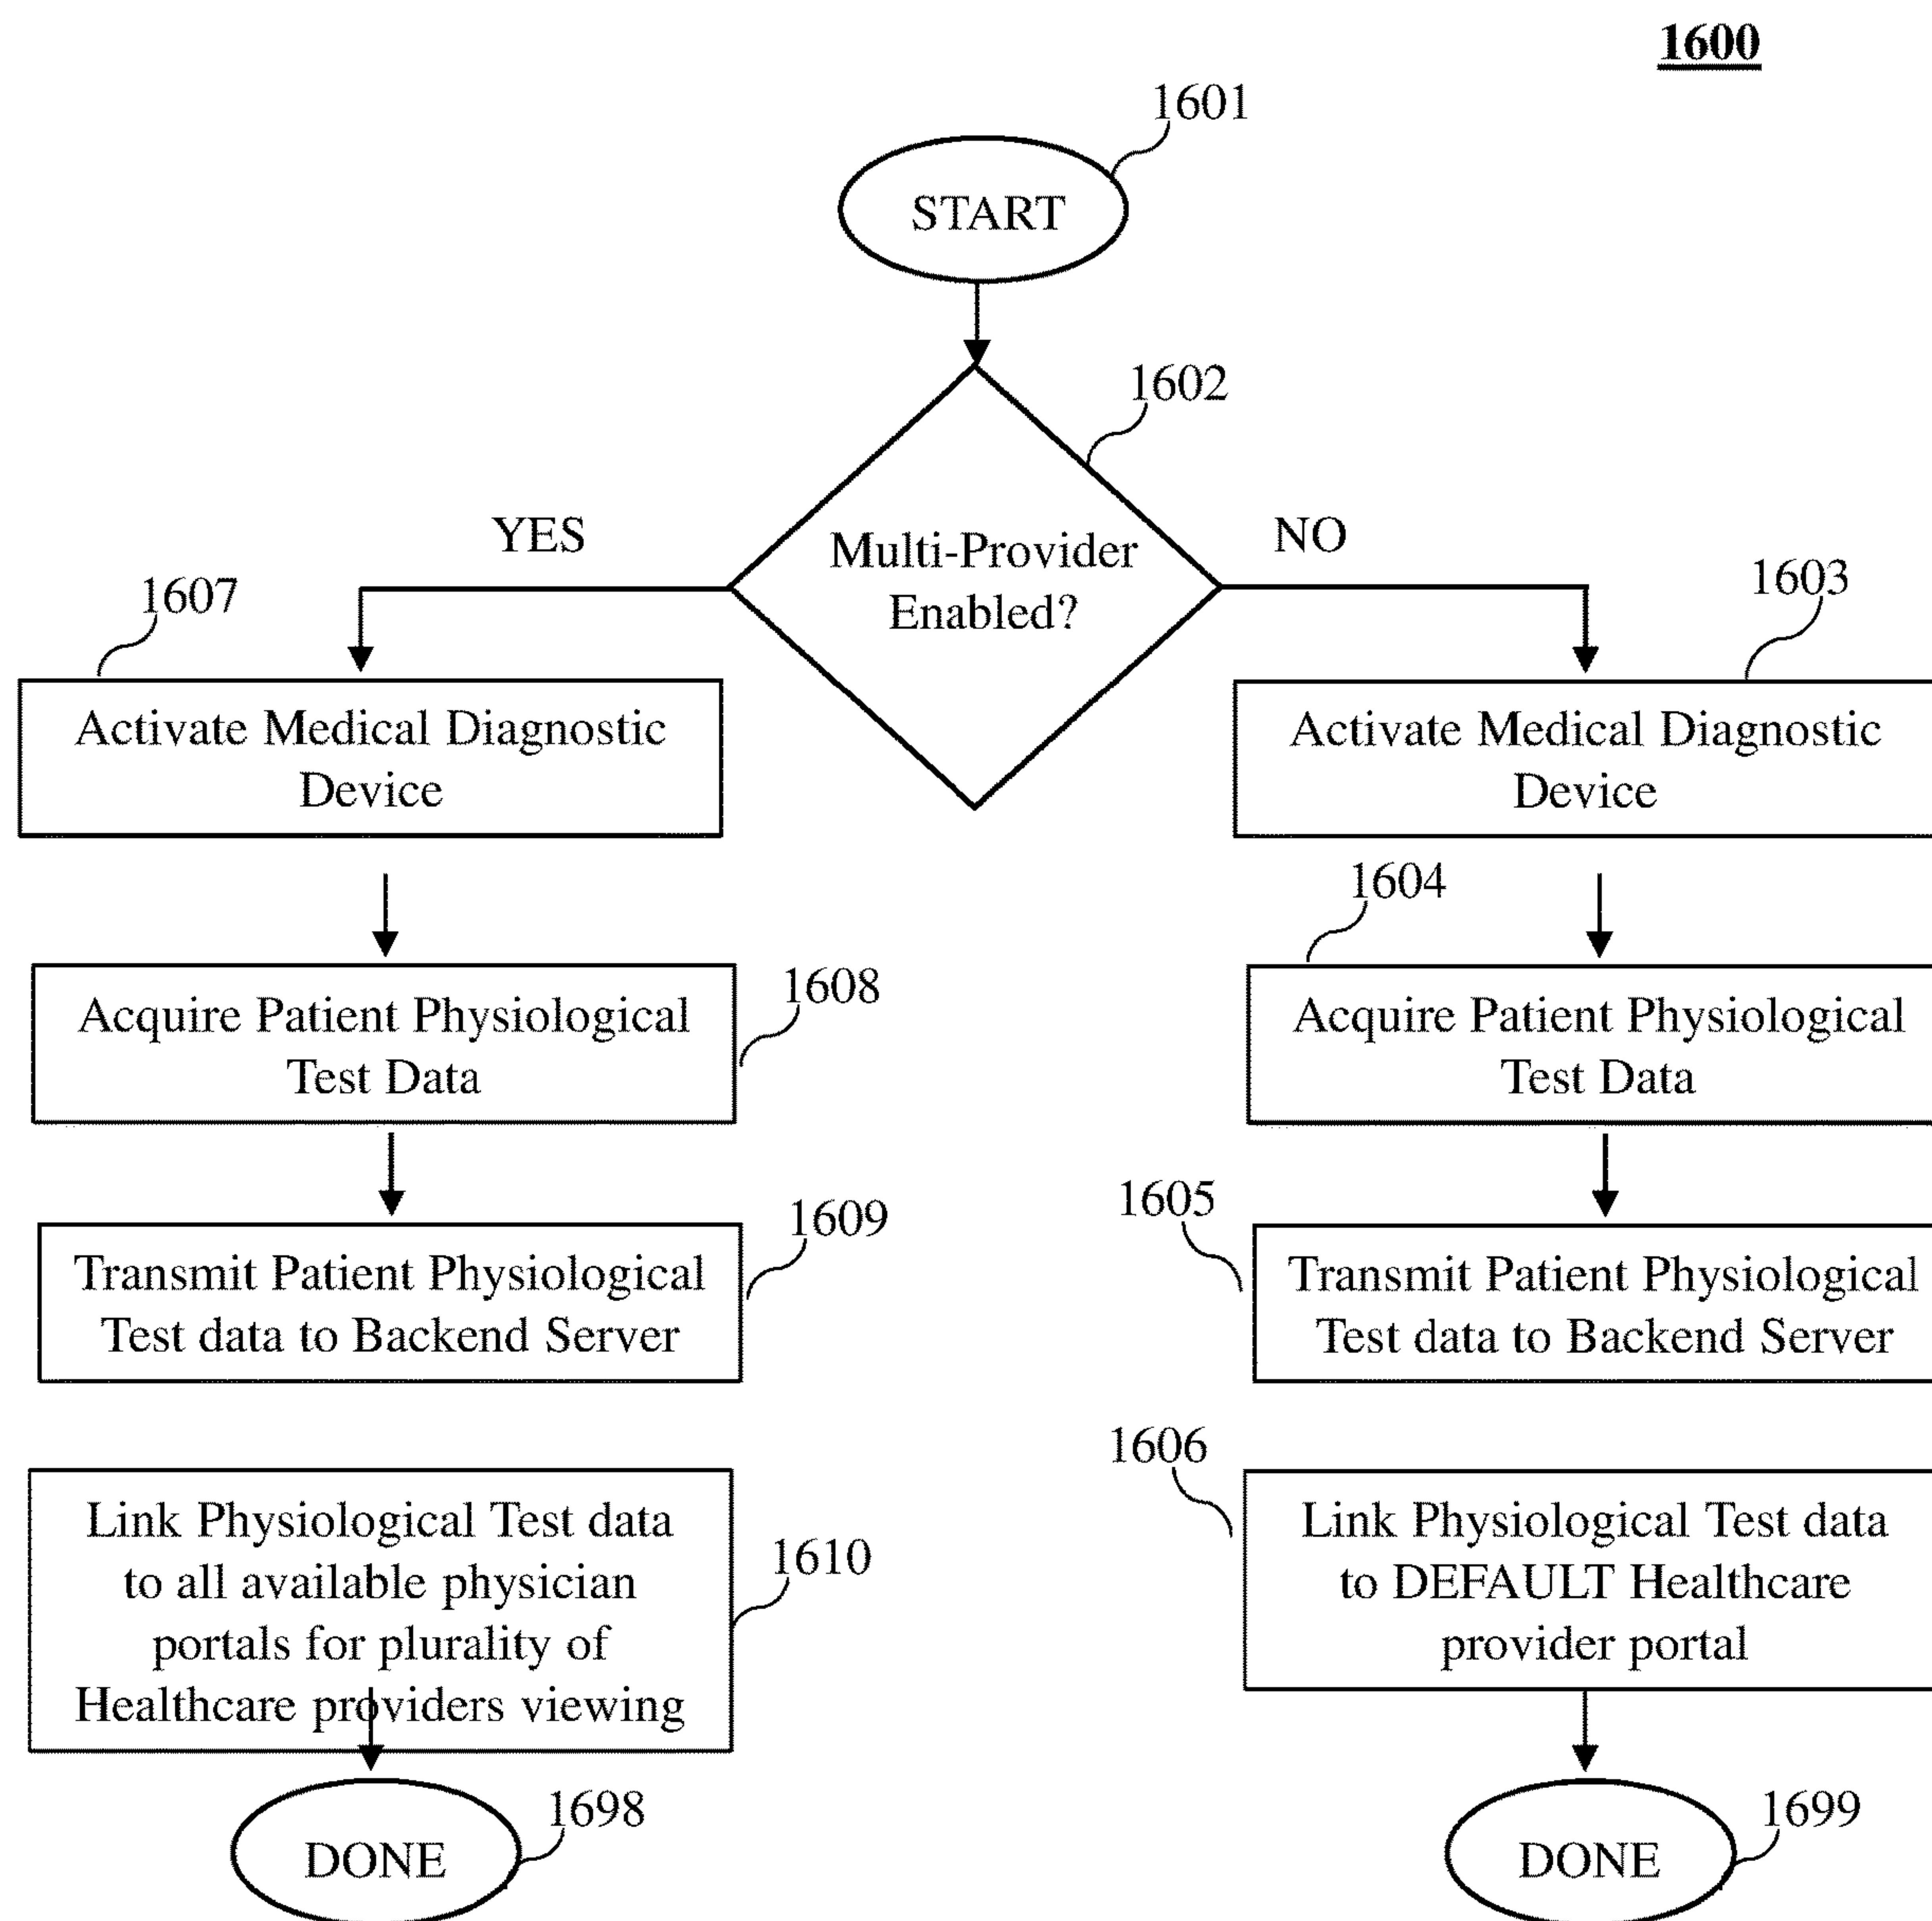 1600
1601
START
1602
Multi-Provider
Enabled?
YES
NO
1607
Activate Medical Diagnostic
Device
1603
Activate Medical Diagnostic
Device
1608
Acquire Patient Physiological
Test Data
1604
Acquire Patient Physiological
Test Data
1609
Transmit Patient Physiological
Test data to Backend Server
1605
Transmit Patient Physiological
Test data to Backend Server
1610
Link Physiological Test data
to all available physician
portals for plurality of
Healthcare providers viewing
1606
Link Physiological Test data
to DEFAULT Healthcare
provider portal
1698
DONE
1699
DONE